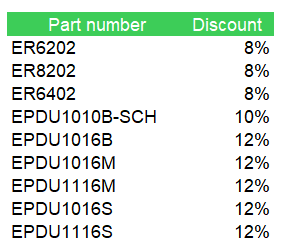 Part number Discount
ER6202 8%
ER8202 8%
ER6402 8%
EPDU1010B-SCH 10%
EPDU1016B 12%
EPDU1016M 12%
EPDU1116M 12%
EPDU1016S 12%
EPDU1116S 12%